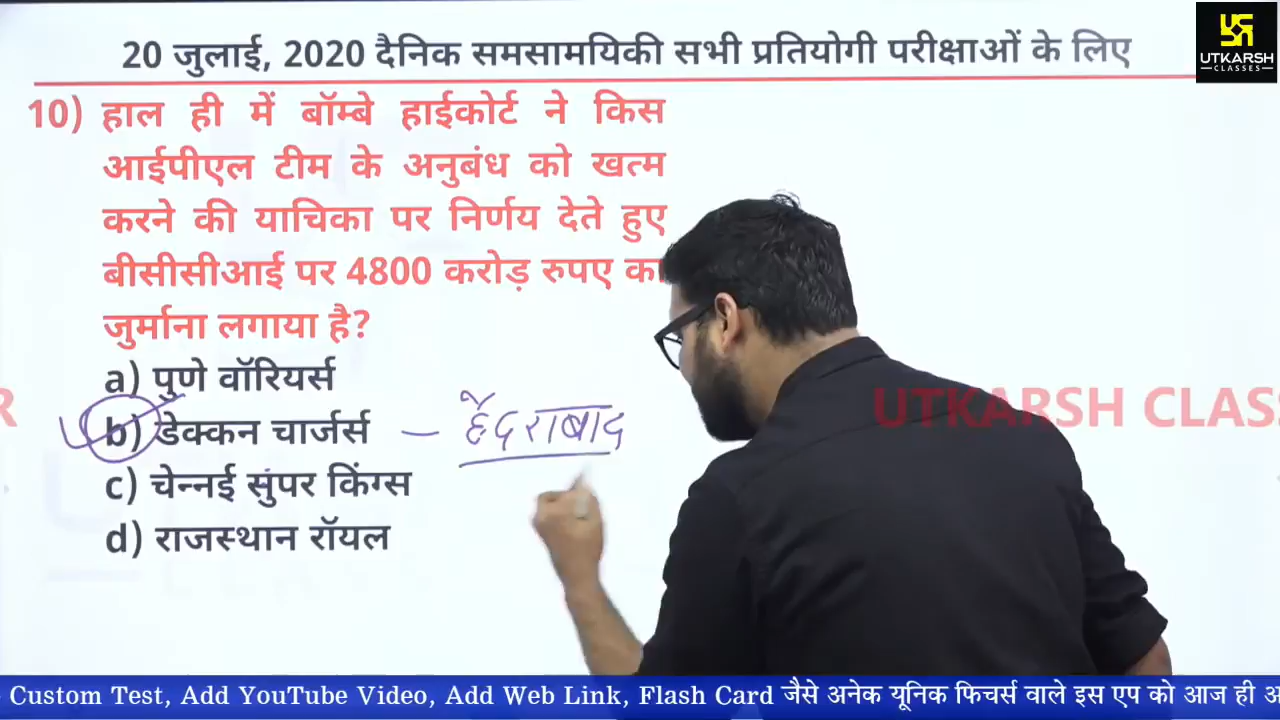 20 जुलाई, 2020 दैनिक समसामयिकी सभी प्रतियोगी परीक्षाओं के लिए
UTKARSH
CLASSES
10) हाल ही में बॉम्बे हाईकोर्ट ने किस
आईपीएल टीम के अनुबंध को खत्म
करने की याचिका पर निर्णय देते हुए
बीसीसीआई पर 4800 करोड़ रुपए का
जुर्माना लगाया है?
a) पुणे वॉरियर्स
b) डेक्कन चार्जर्स – हैदराबाद
R UTKARSH CLAS
c) चेन्नई सुंपर किंग्स
d) राजस्थान रॉयल
Custom Test, Add YouTube Video, Add Web Link, Flash Card जैसे अनेक यूनिक फिचर्स वाले इस एप को आज ही अ